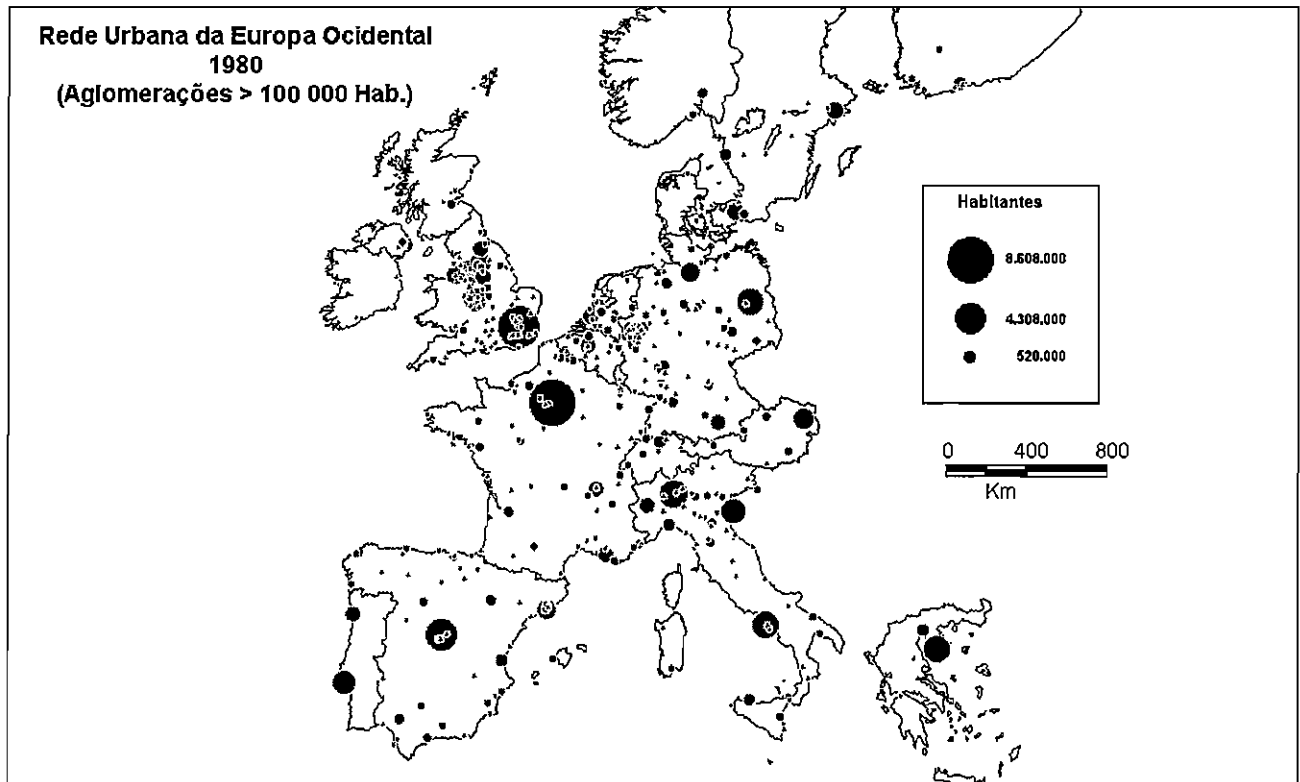 Rede Urbana da Europa Ocidental
1980
(Aglomerações > 100 000 Hab.)
Habitantes
8.608.000
4.308.000
520.000
0 400 800
Km